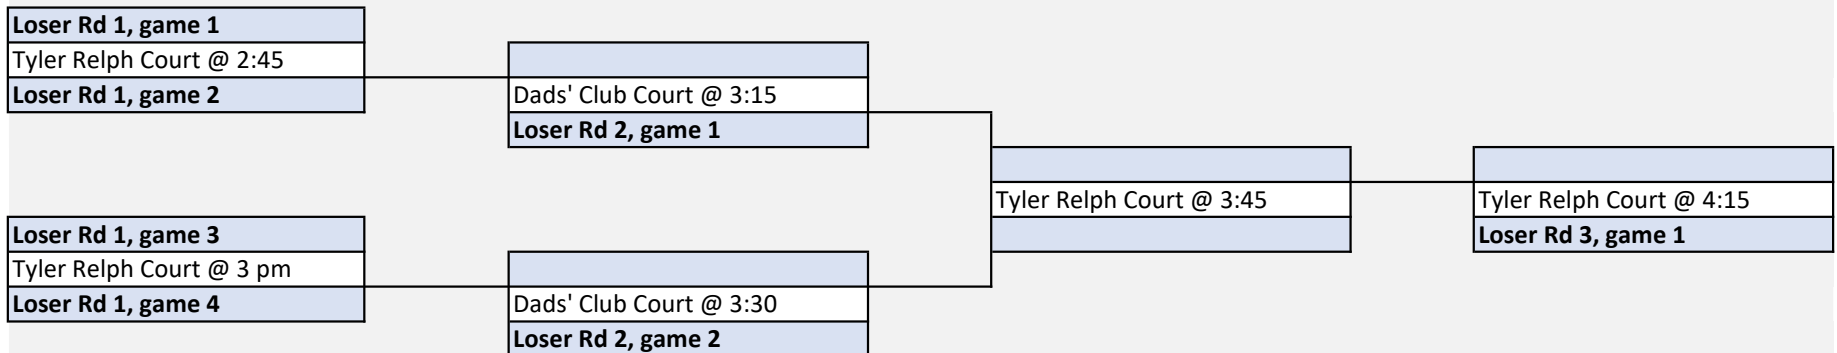 Loser Rd 1, game 1
Tyler Relph Court @ 2:45
Loser Rd 1, game 2
Dads' Club Court @ 3:15
Loser Rd 2, game 1
Tyler Relph Court @ 3:45
Tyler Relph Court @ 4:15
Loser Rd 3, game 1
Loser Rd 1, game 3
Tyler Relph Court @ 3 pm
Loser Rd 1, game 4
Dads' Club Court @ 3:30
Loser Rd 2, game 2